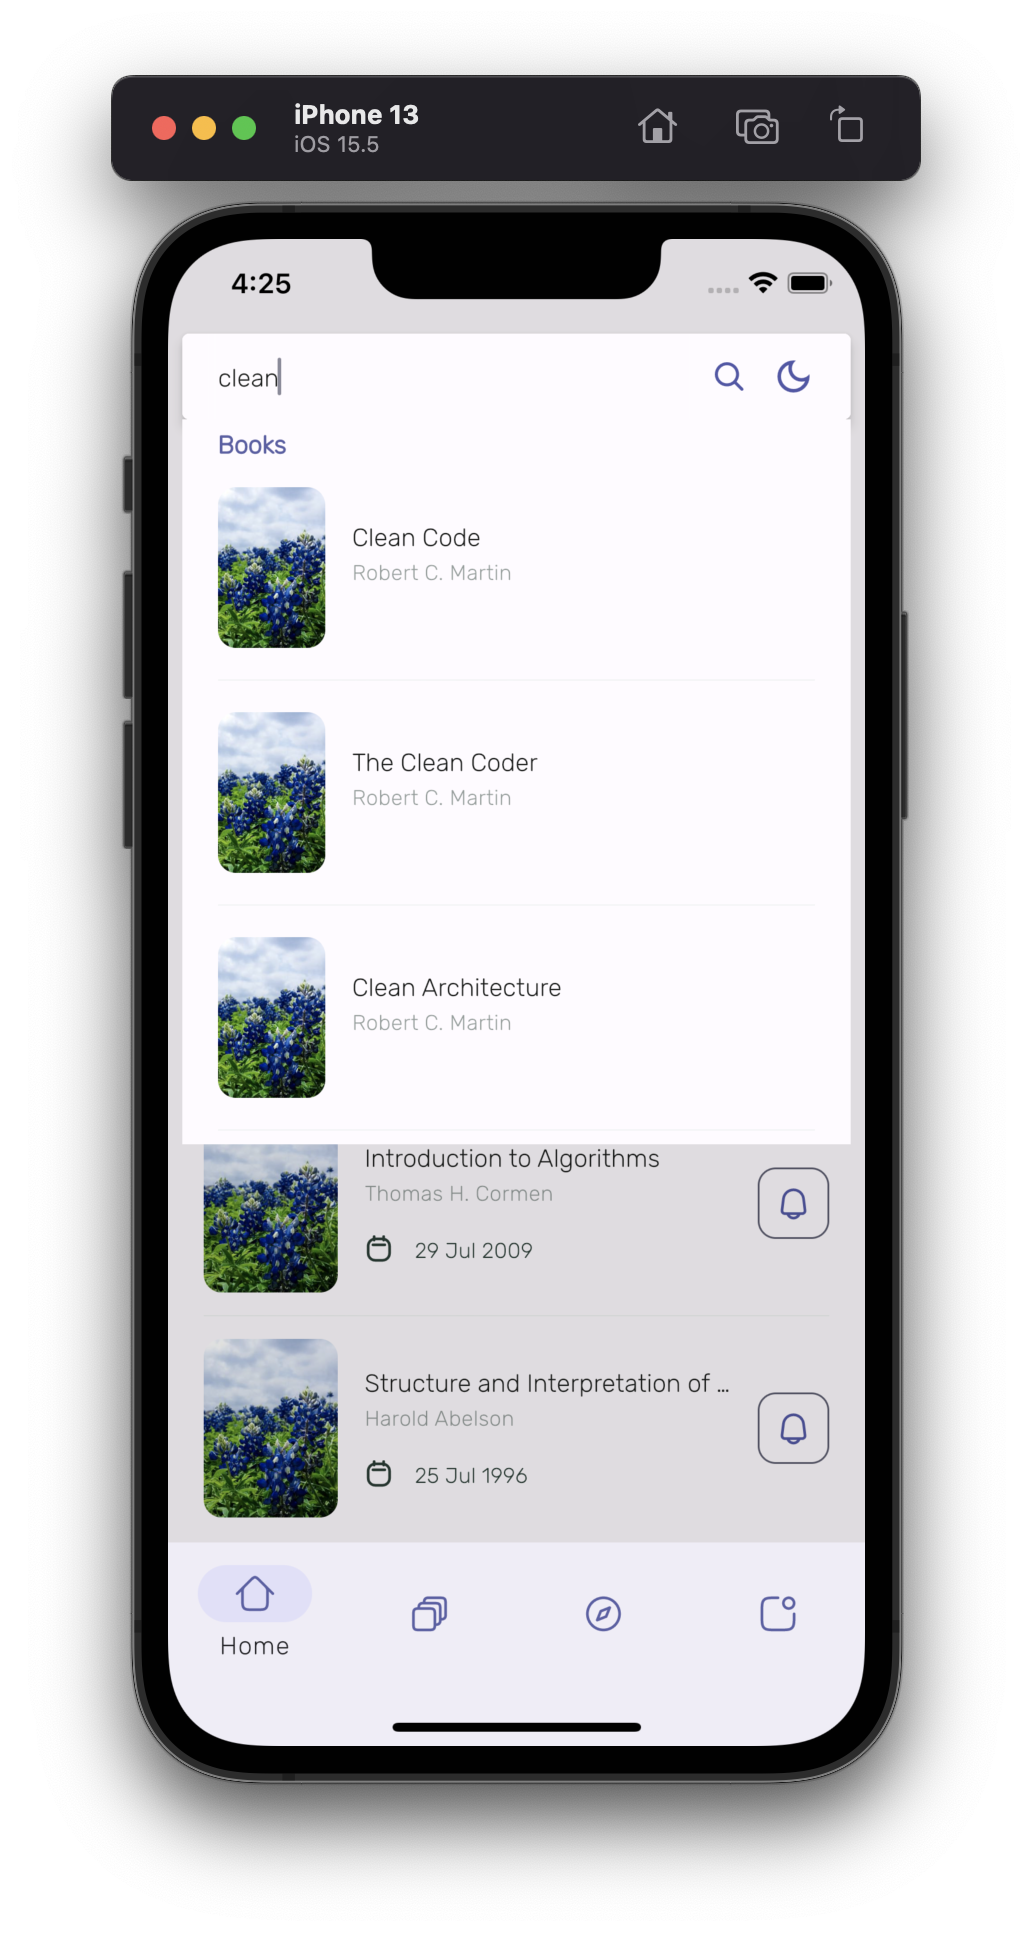 iPhone 13
iOS 15.5
4:25
clean
Books
Clean Code
Robert C. Martin
The Clean Coder
Robert C. Martin
Clean Architecture
Robert C. Martin
Introduction to Algorithms
Thomas H. Cormen
29 Jul 2009
Structure and Interpretation of ...
Harold Abelson
25 Jul 1996
Home